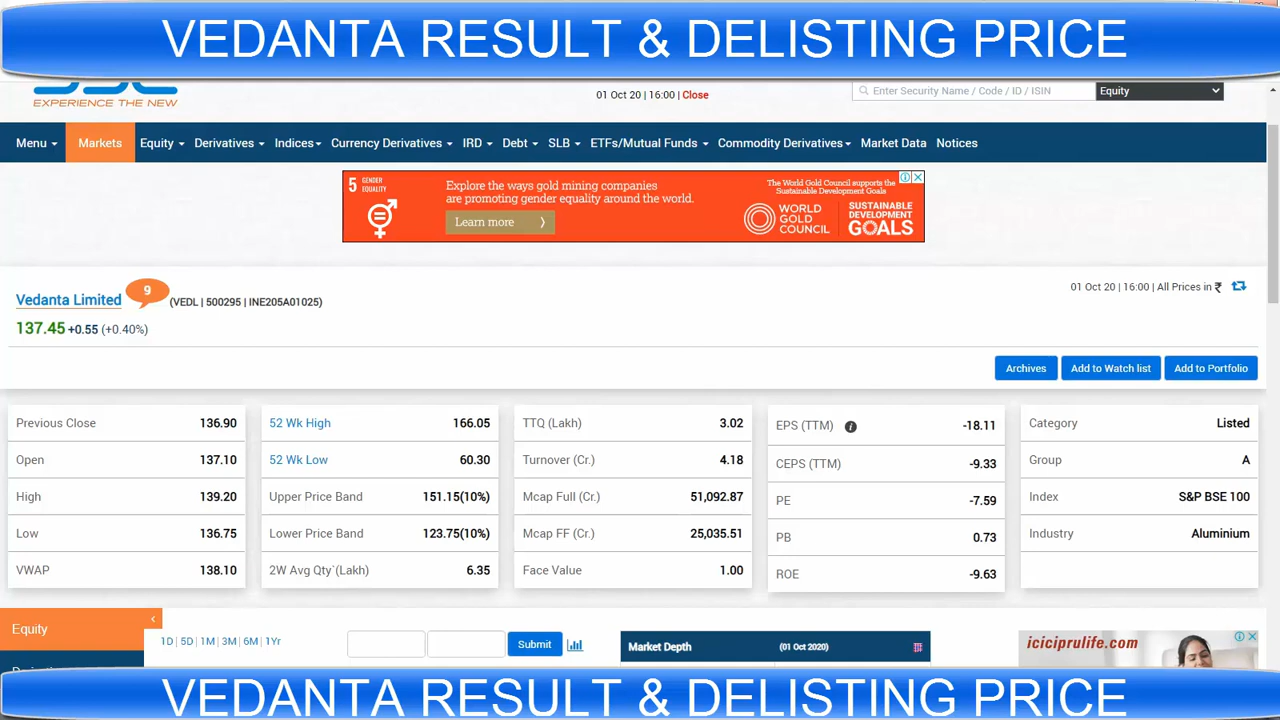 VEDANTA RESULT & DELISTING PRICE
EXPERIENCE THE NEW
01 Oct 20 | 16:00 | Close
Enter Security Name / Code / ID / ISIN
Equity
Menu
Markets
Equity
Derivatives
Indices
Currency Derivatives
IRD
Debt
SLB
ETFs/Mutual Funds
Commodity Derivatives
Market Data
Notices
5 GENDER EQUALITY
Explore the ways gold mining companies
are promoting gender equality around the world.
Learn more
The World Gold Council supports the
Sustainable Development Goals
WORLD GOLD COUNCIL
SUSTAINABLE DEVELOPMENT GOALS
Vedanta Limited
9
(VEDL | 500295 | INE205A01025)
01 Oct 20 | 16:00 | All Prices in ₹
137.45 +0.55 (+0.40%)
Archives
Add to Watch list
Add to Portfolio
Previous Close 136.90
Open 137.10
High 139.20
Low 136.75
VWAP 138.10
52 Wk High 166.05
52 Wk Low 60.30
Upper Price Band 151.15(10%)
Lower Price Band 123.75(10%)
2W Avg Qty`(Lakh) 6.35
TTQ (Lakh) 3.02
Turnover (Cr.) 4.18
Mcap Full (Cr.) 51,092.87
Mcap FF (Cr.) 25,035.51
Face Value 1.00
EPS (TTM) -18.11
CEPS (TTM) -9.33
PE -7.59
PB 0.73
ROE -9.63
Category Listed
Group A
Index S&P BSE 100
Industry Aluminium
Equity
1D | 5D | 1M | 3M | 6M | 1Yr
Submit
Market Depth (01 Oct 2020)
iciciprulife.com
VEDANTA RESULT & DELISTING PRICE